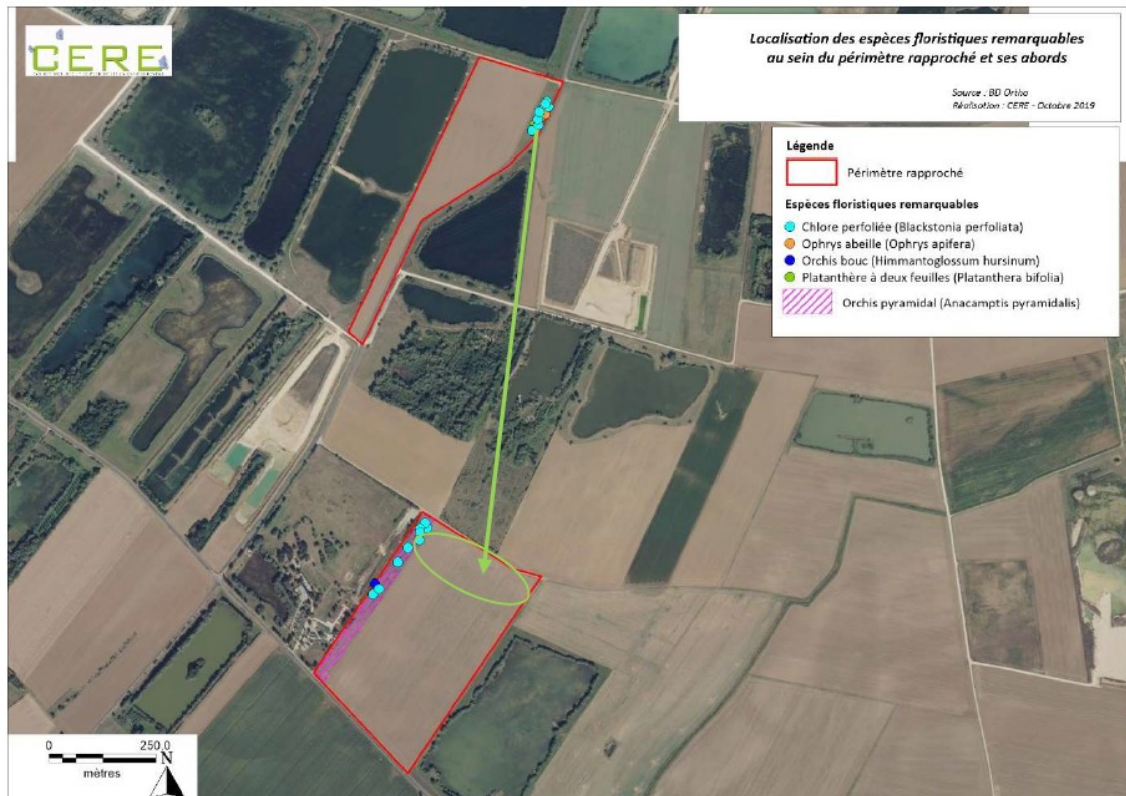 CERE
Localisation des espèces floristiques remarquables
au sein du périmètre rapproché et ses abords
Source : BD Ortho
Réalisation : CERE - Octobre 2019
Légende
Périmètre rapproché
Espèces floristiques remarquables
Chlore perfoliée (Blackstonia perfoliata)
Ophrys abeille (Ophrys apifera)
Orchis bouc (Himmantoglossum hursinum)
Platanthère à deux feuilles (Platanthera bifolia)
Orchis pyramidal (Anacamptis pyramidalis)
0 250,0
mètres
N